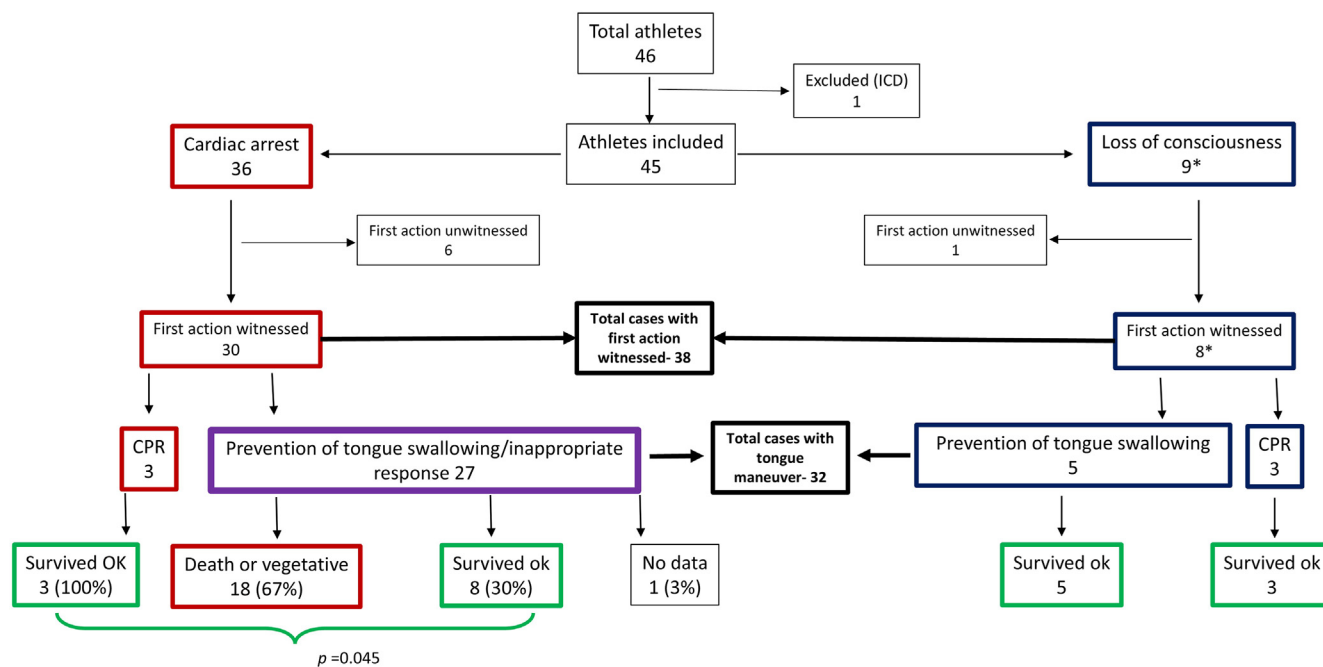 Total athletes
46
Excluded (ICD)
1
Cardiac arrest
36
Athletes included
45
Loss of consciousness
9*
First action unwitnessed
6
First action unwitnessed
1
First action witnessed
30
Total cases with
first action
witnessed- 38
First action witnessed
8*
CPR
3
Prevention of tongue swallowing/inappropriate
response 27
Total cases with
tongue
maneuver- 32
Prevention of tongue swallowing
5
CPR
3
Survived OK
3 (100%)
Death or vegetative
18 (67%)
Survived ok
8 (30%)
No data
1 (3%)
Survived ok
5
Survived ok
3
p =0.045